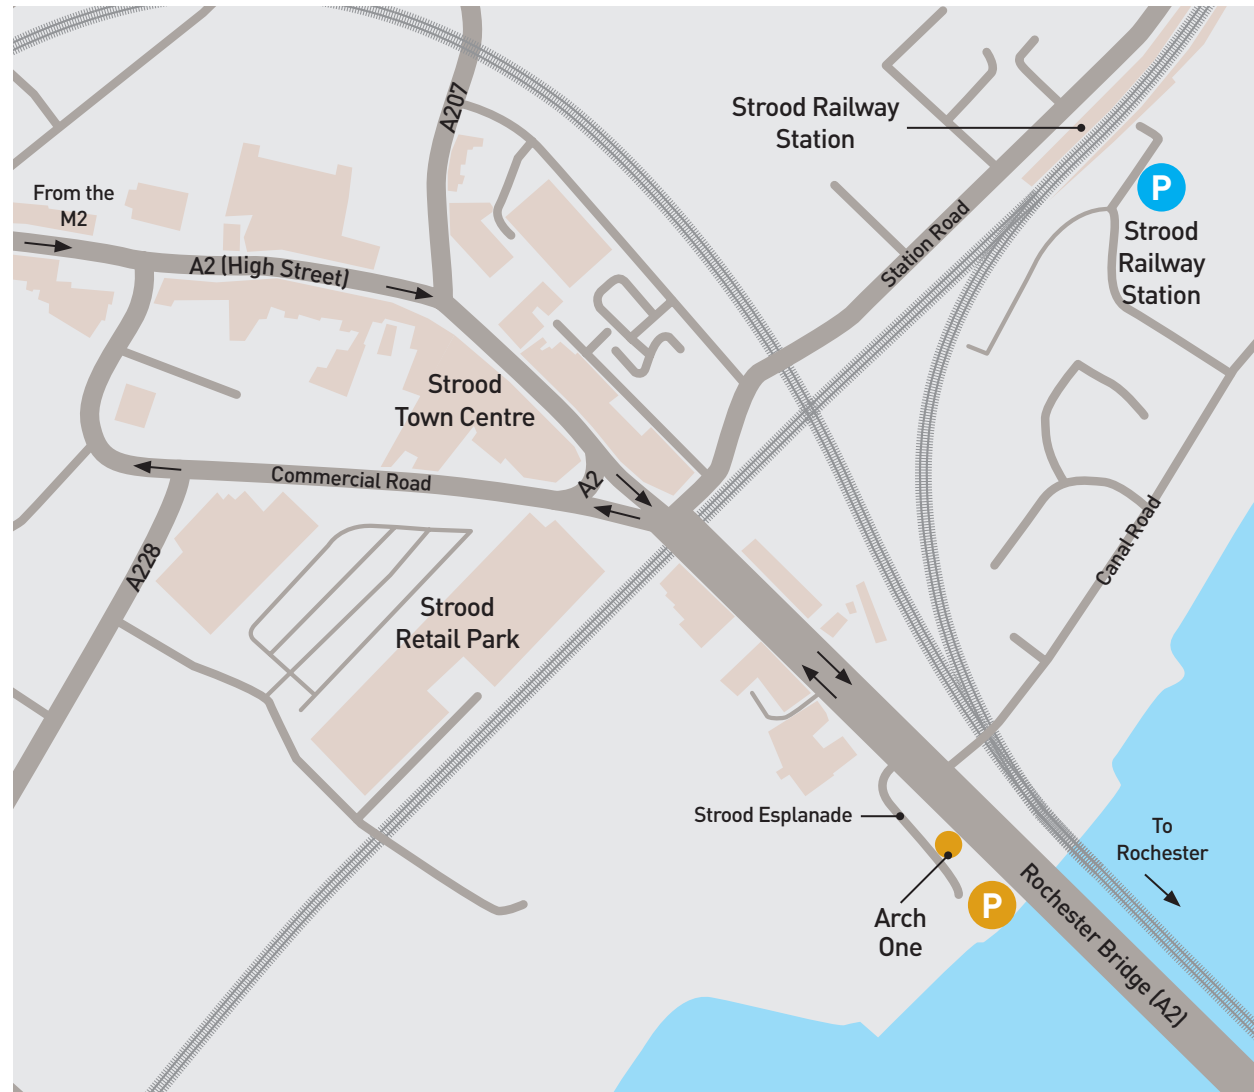 A207
Strood Railway
Station
From the
M2
P
Strood
Railway
Station
Station Road
A2 (High Street)
Strood
Town Centre
Commercial Road
A2
A228
Canal Road
Strood
Retail Park
Strood Esplanade
To
Rochester
P
Arch
One
Rochester Bridge (A2)